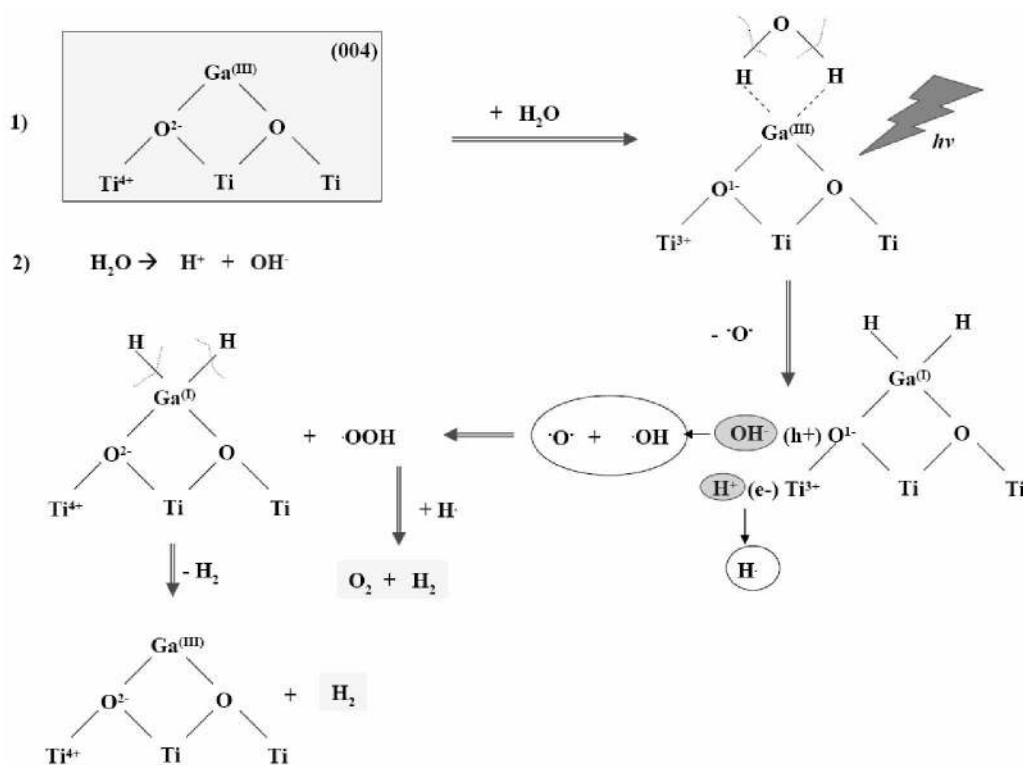 (004)
Ga(III)
O2- O
Ti4+ Ti Ti
1)
+ H2O
O
H H
Ga(III)
hν
O1- O
Ti3+ Ti Ti
2) H2O → H+ + OH-
- ·O·
H H
Ga(I)
O2- O
Ti4+ Ti Ti
+ ·OOH
·O· + ·OH
OH- (h+)
H+ (e-)
H H
Ga(I)
O1- O
Ti3+ Ti Ti
H·
+ H·
O2 + H2
- H2
Ga(III)
O2- O
Ti4+ Ti Ti
+ H2